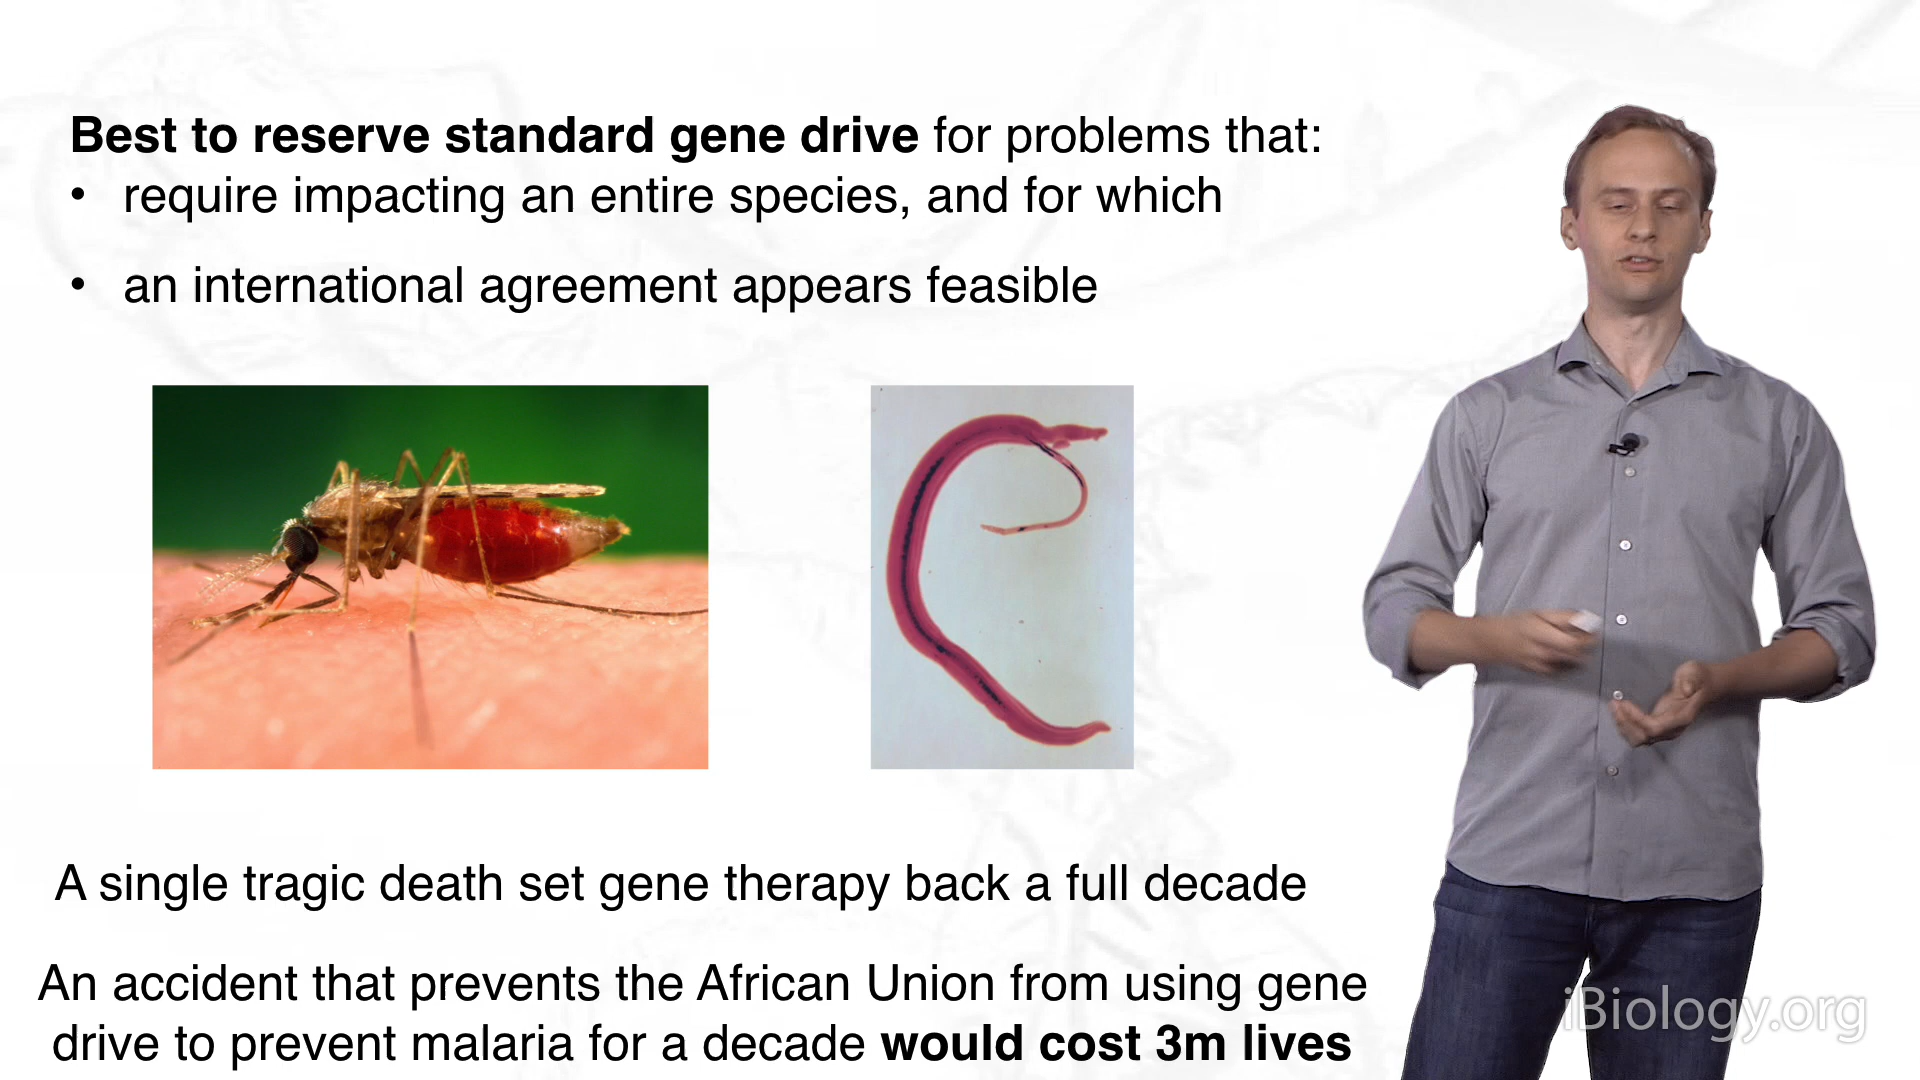 Best to reserve standard gene drive for problems that:
• require impacting an entire species, and for which
• an international agreement appears feasible
A single tragic death set gene therapy back a full decade
An accident that prevents the African Union from using gene
drive to prevent malaria for a decade would cost 3m lives
iBiology.org